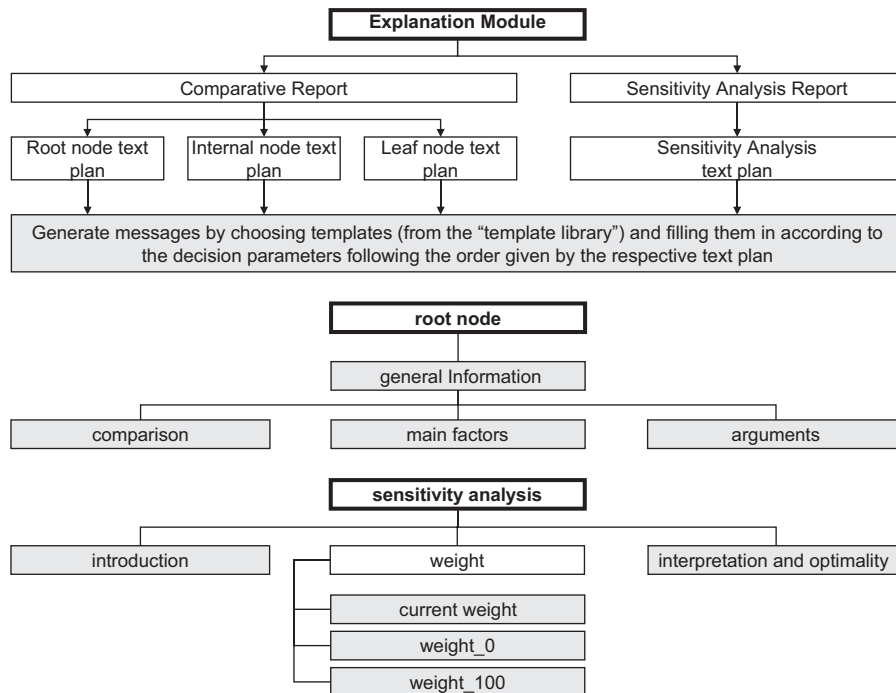 Explanation Module
Comparative Report
Sensitivity Analysis Report
Root node text
plan
Internal node text
plan
Leaf node text
plan
Sensitivity Analysis
text plan
Generate messages by choosing templates (from the “template library”) and filling them in according to
the decision parameters following the order given by the respective text plan
root node
general Information
comparison
main factors
arguments
sensitivity analysis
introduction
weight
interpretation and optimality
current weight
weight_0
weight_100